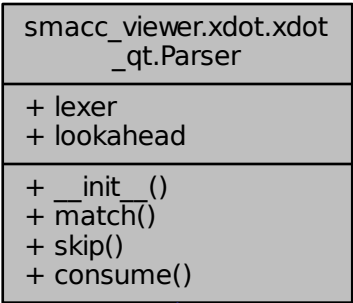 smacc_viewer.xdot.xdot
_qt.Parser
+ lexer
+ lookahead
+ __init__()
+ match()
+ skip()
+ consume()